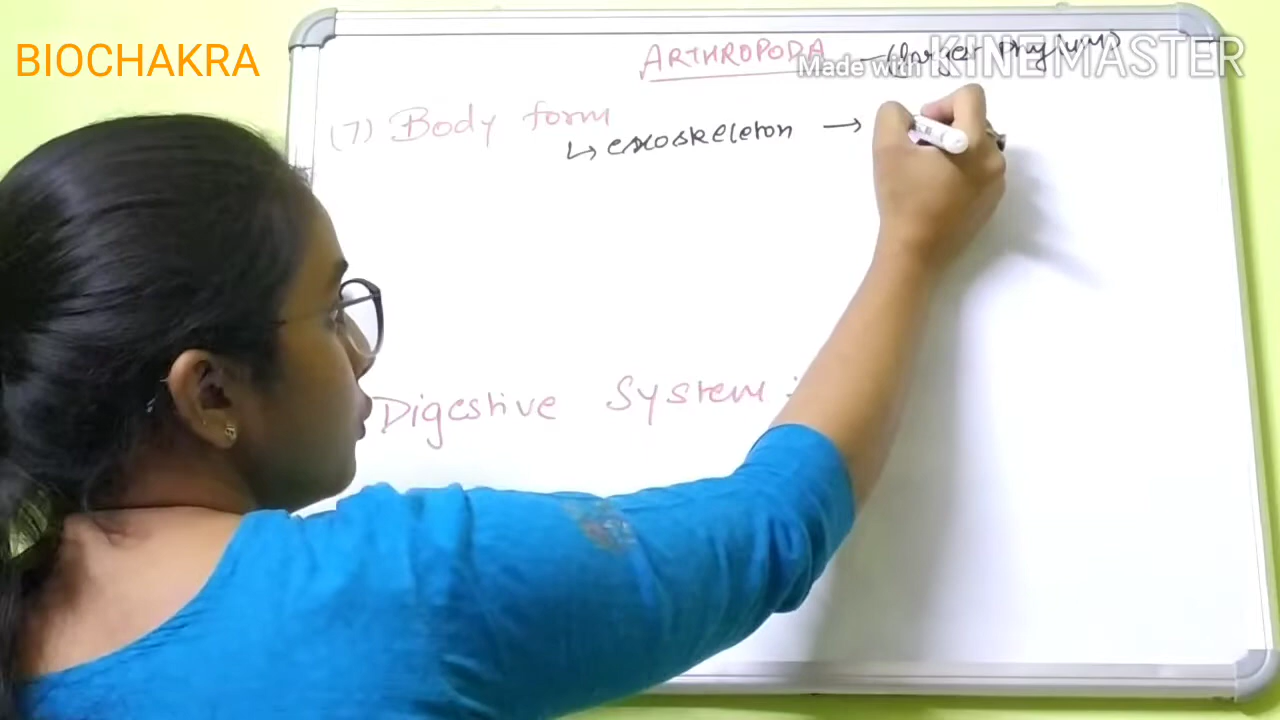 BIOCHAKRA
ARTHROPODA
Made with KINEMASTER
(7) Body form
↳ exoskeleton →
Digestive System :